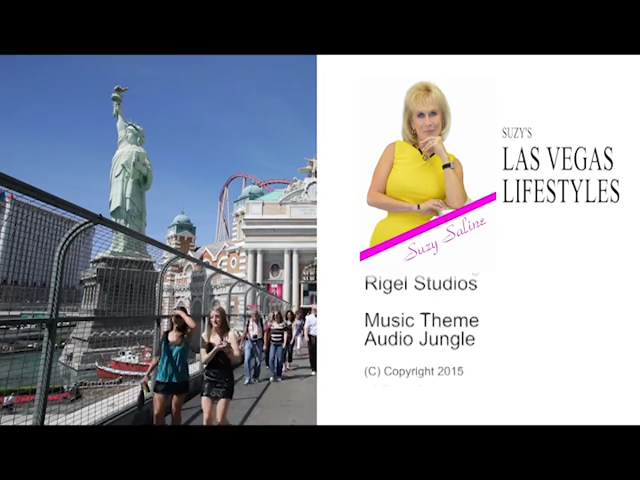 SUZY'S
LAS VEGAS
LIFESTYLES
Suzy Saline
Rigel Studios
Music Theme
Audio Jungle
(C) Copyright 2015